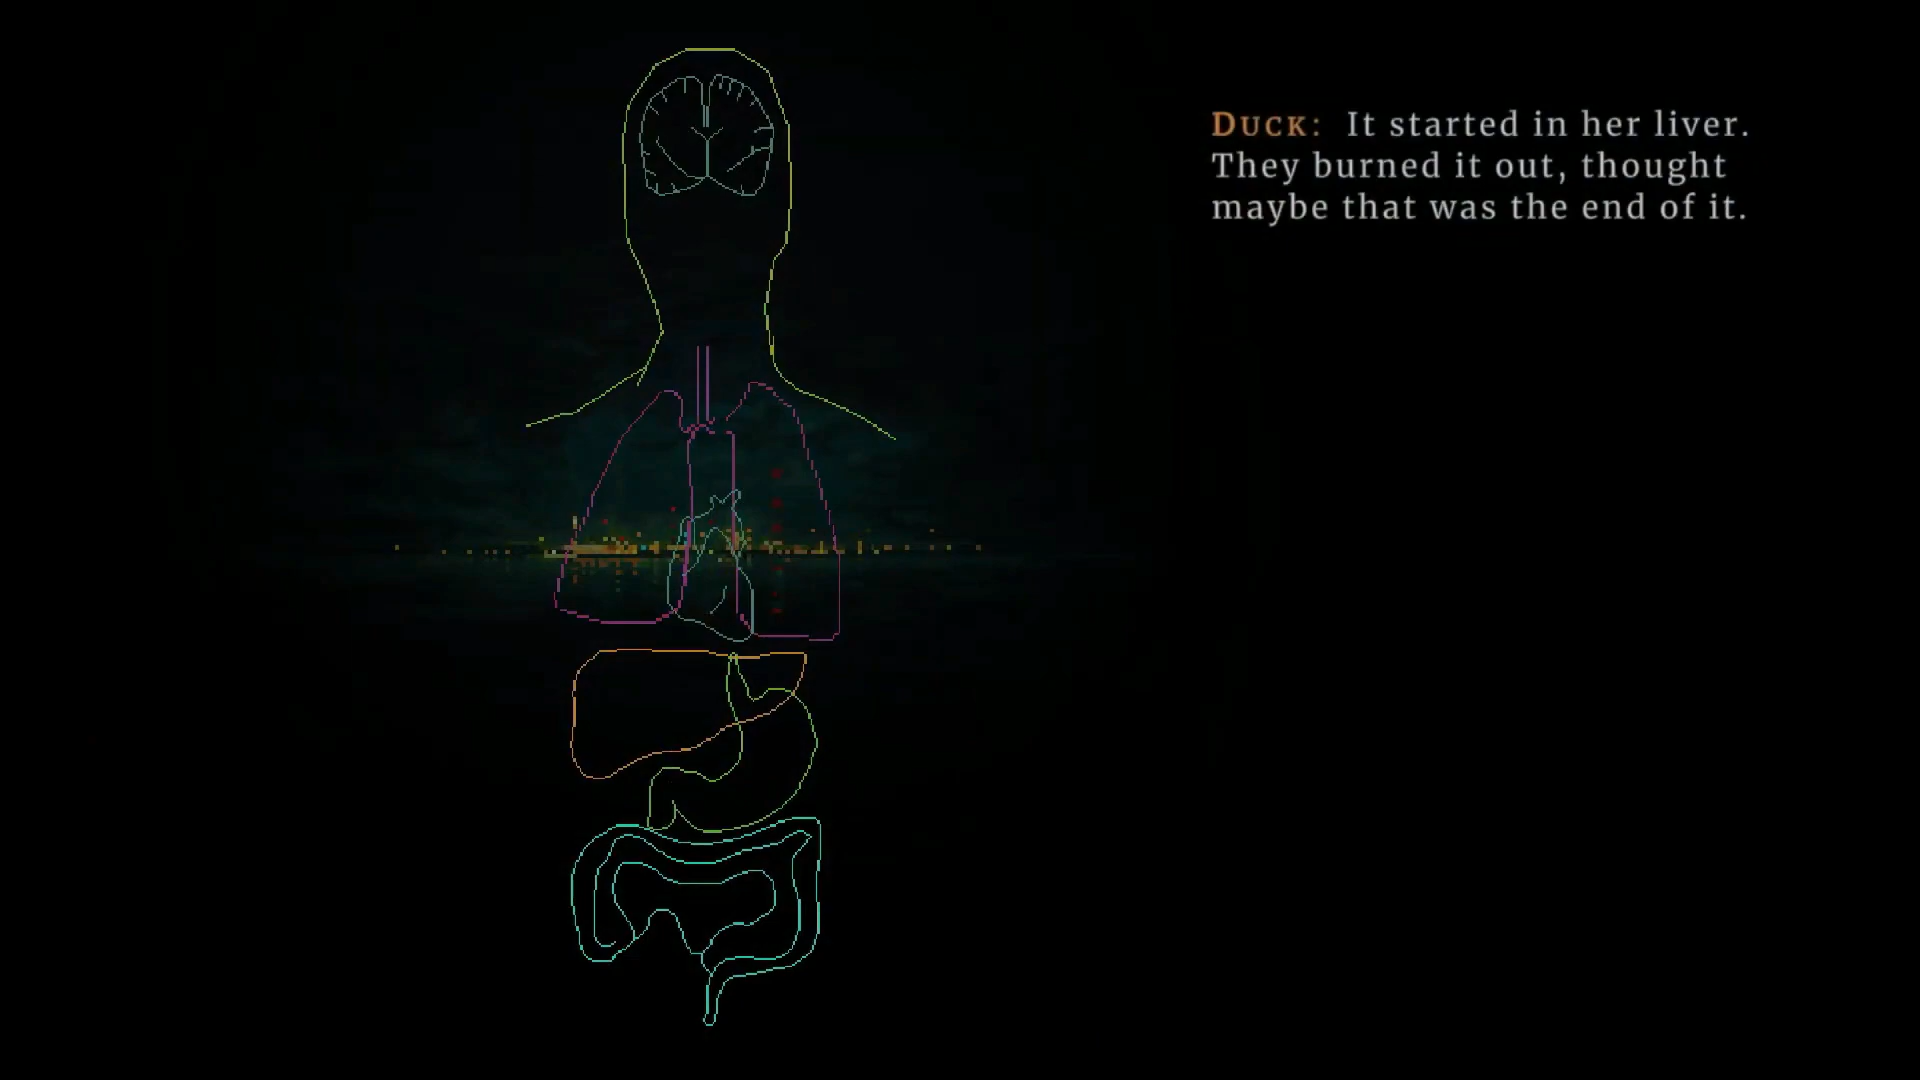 DUCK: It started in her liver.
They burned it out, thought
maybe that was the end of it.